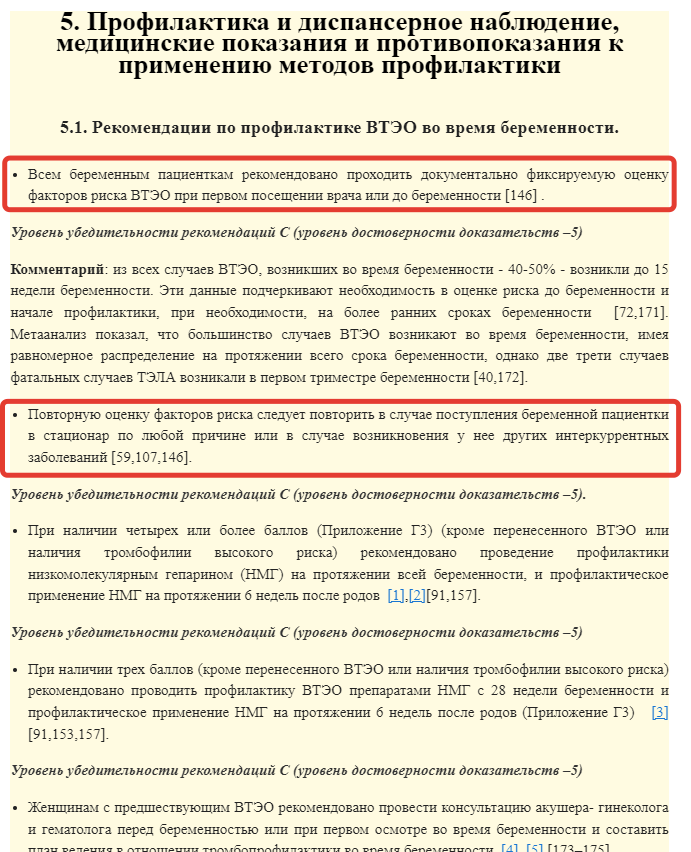 5. Профилактика и диспансерное наблюдение,
медицинские показания и противопоказания к
применению методов профилактики
5.1. Рекомендации по профилактике ВТЭО во время беременности.
• Всем беременным пациенткам рекомендовано проходить документально фиксируемую оценку
факторов риска ВТЭО при первом посещении врача или до беременности [146] .
Уровень убедительности рекомендаций C (уровень достоверности доказательств –5)
Комментарий: из всех случаев ВТЭО, возникших во время беременности - 40-50% - возникли до 15
недели беременности. Эти данные подчеркивают необходимость в оценке риска до беременности и
начале профилактики, при необходимости, на более ранних сроках беременности [72,171].
Метаанализ показал, что большинство случаев ВТЭО возникают во время беременности, имея
равномерное распределение на протяжении всего срока беременности, однако две трети случаев
фатальных случаев ТЭЛА возникали в первом триместре беременности [40,172].
• Повторную оценку факторов риска следует повторить в случае поступления беременной пациентки
в стационар по любой причине или в случае возникновения у нее других интеркуррентных
заболеваний [59,107,146].
Уровень убедительности рекомендаций C (уровень достоверности доказательств –5).
• При наличии четырех или более баллов (Приложение Г3) (кроме перенесенного ВТЭО или
наличия тромбофилии высокого риска) рекомендовано проведение профилактики
низкомолекулярным гепарином (НМГ) на протяжении всей беременности, и профилактическое
применение НМГ на протяжении 6 недель после родов [1],[2][91,157].
Уровень убедительности рекомендаций C (уровень достоверности доказательств –5)
• При наличии трех баллов (кроме перенесенного ВТЭО или наличия тромбофилии высокого риска)
рекомендовано проводить профилактику ВТЭО препаратами НМГ с 28 недели беременности и
профилактическое применение НМГ на протяжении 6 недель после родов (Приложение Г3) [3]
[91,153,157].
Уровень убедительности рекомендаций C (уровень достоверности доказательств –5)
• Женщинам с предшествующим ВТЭО рекомендовано провести консультацию акушера- гинеколога
и гематолога перед беременностью или при первом осмотре во время беременности и составить
план ведения в отношении тромбопрофилактики во время беременности [4], [5] [173–175]